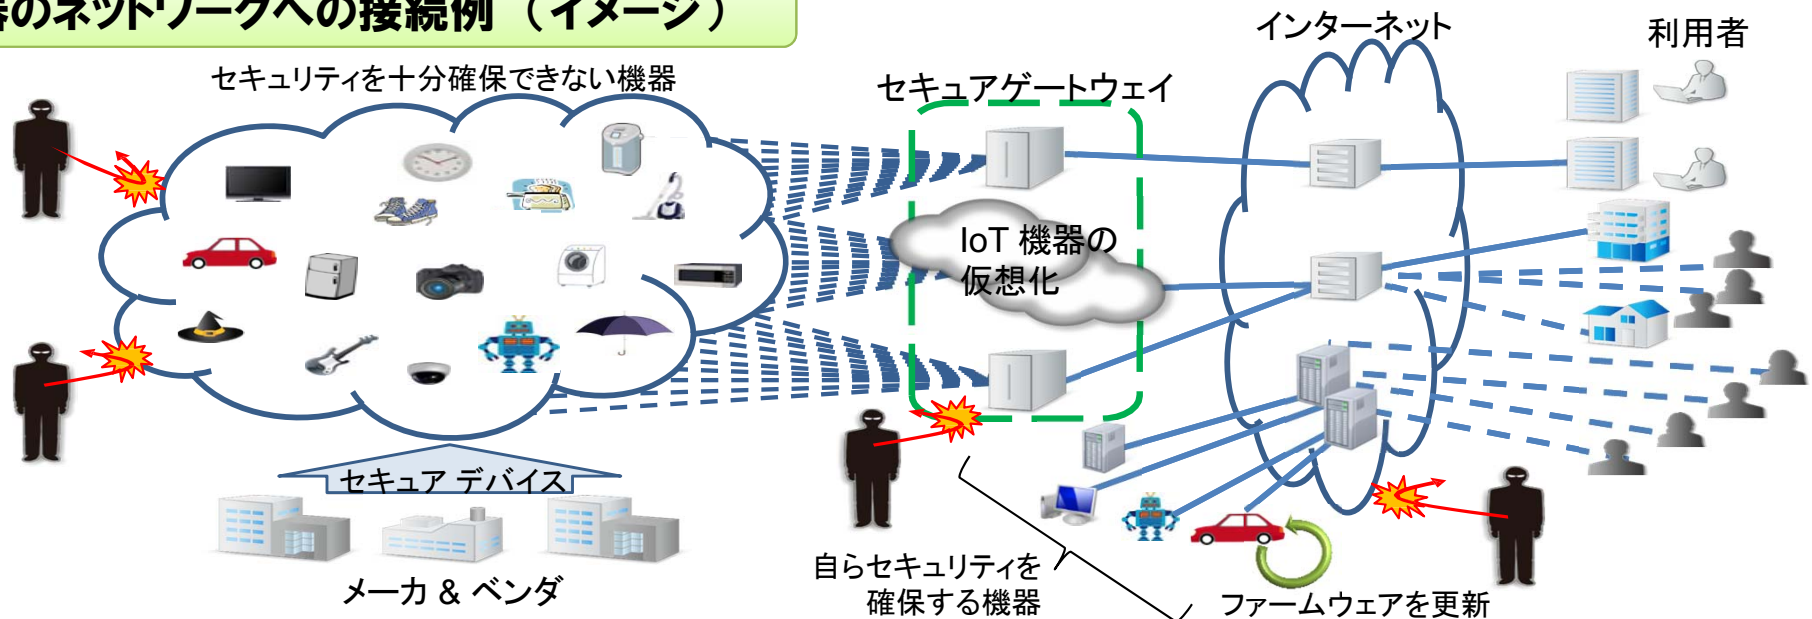 器のネットワークへの接続例 （イメージ）
インターネット
利用者
セキュリティを十分確保できない機器
セキュアゲートウェイ
IoT 機器の
仮想化
セキュア デバイス
メーカ & ベンダ
自らセキュリティを
確保する機器
ファームウェアを更新